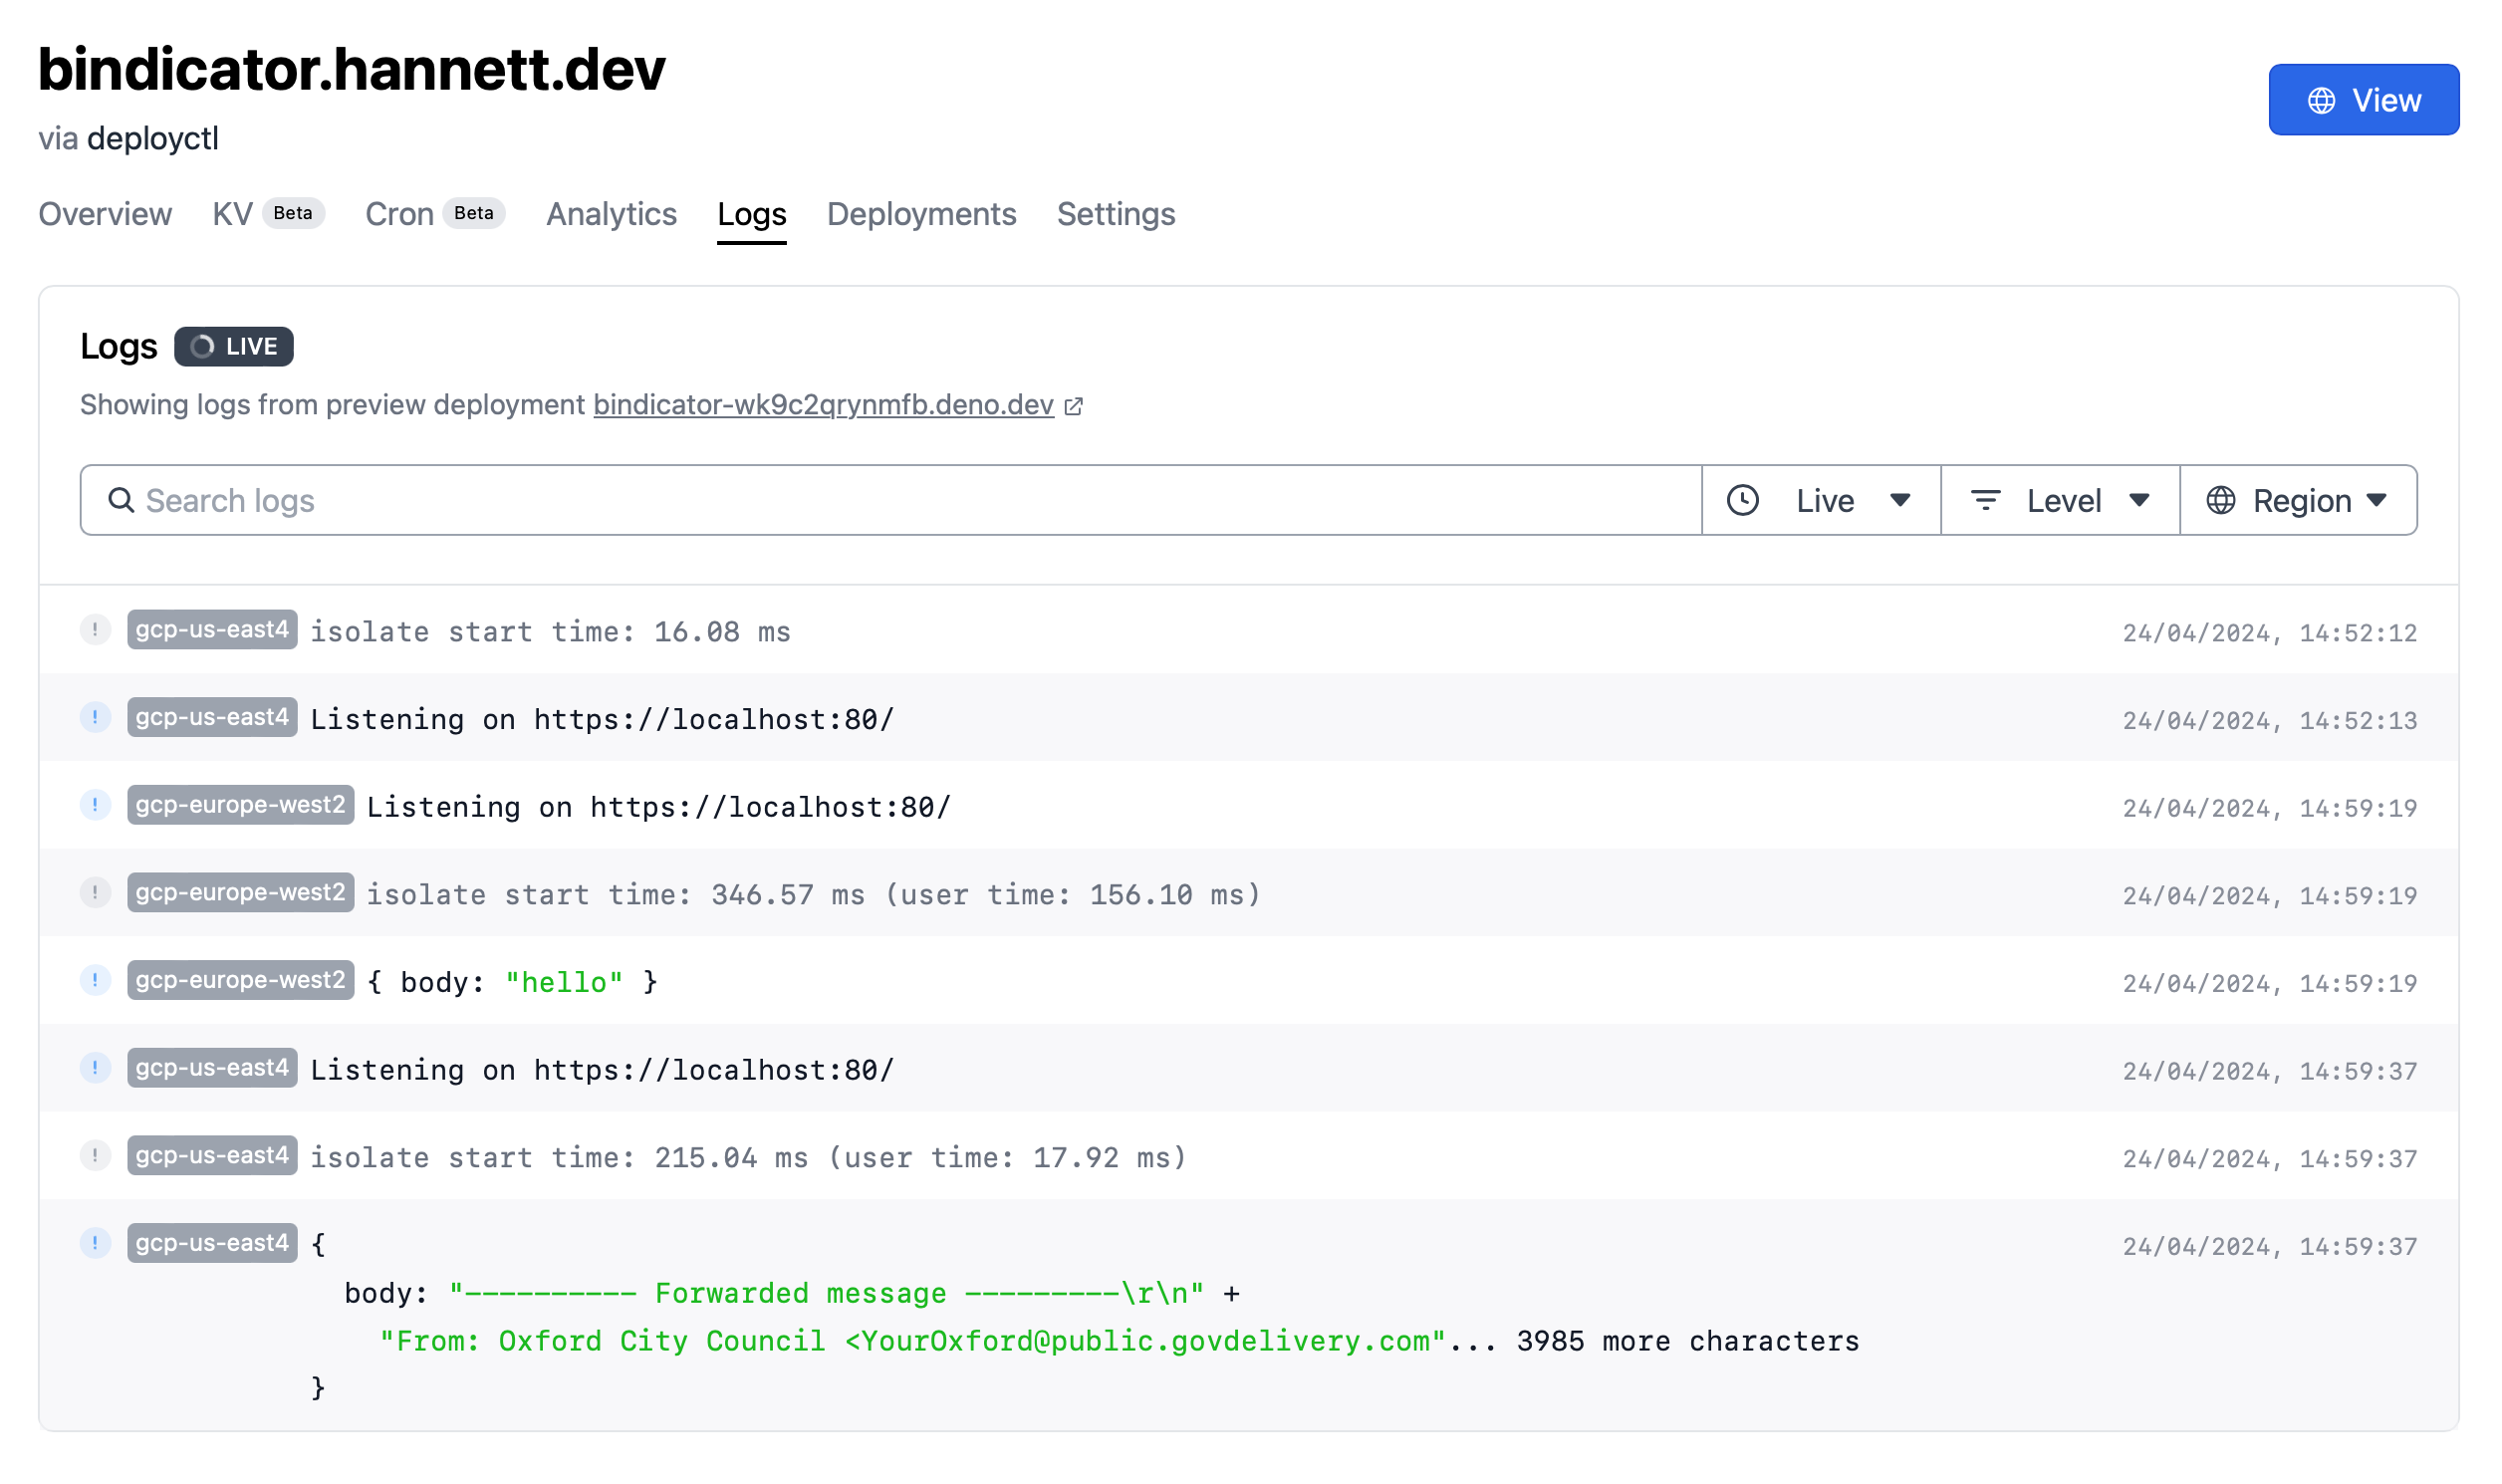 bindicator.hannett.dev
View
via deployctl
Overview KV Beta Cron Beta Analytics Logs Deployments Settings
Logs LIVE
Showing logs from preview deployment bindicator-wk9c2qrynmfb.deno.dev
Search logs Live Level Region
! gcp-us-east4 isolate start time: 16.08 ms 24/04/2024, 14:52:12
! gcp-us-east4 Listening on https://localhost:80/ 24/04/2024, 14:52:13
! gcp-europe-west2 Listening on https://localhost:80/ 24/04/2024, 14:59:19
! gcp-europe-west2 isolate start time: 346.57 ms (user time: 156.10 ms) 24/04/2024, 14:59:19
! gcp-europe-west2 { body: "hello" } 24/04/2024, 14:59:19
! gcp-us-east4 Listening on https://localhost:80/ 24/04/2024, 14:59:37
! gcp-us-east4 isolate start time: 215.04 ms (user time: 17.92 ms) 24/04/2024, 14:59:37
! gcp-us-east4 { 24/04/2024, 14:59:37
body: "---------- Forwarded message ---------\r\n" +
"From: Oxford City Council <YourOxford@public.govdelivery.com"... 3985 more characters
}